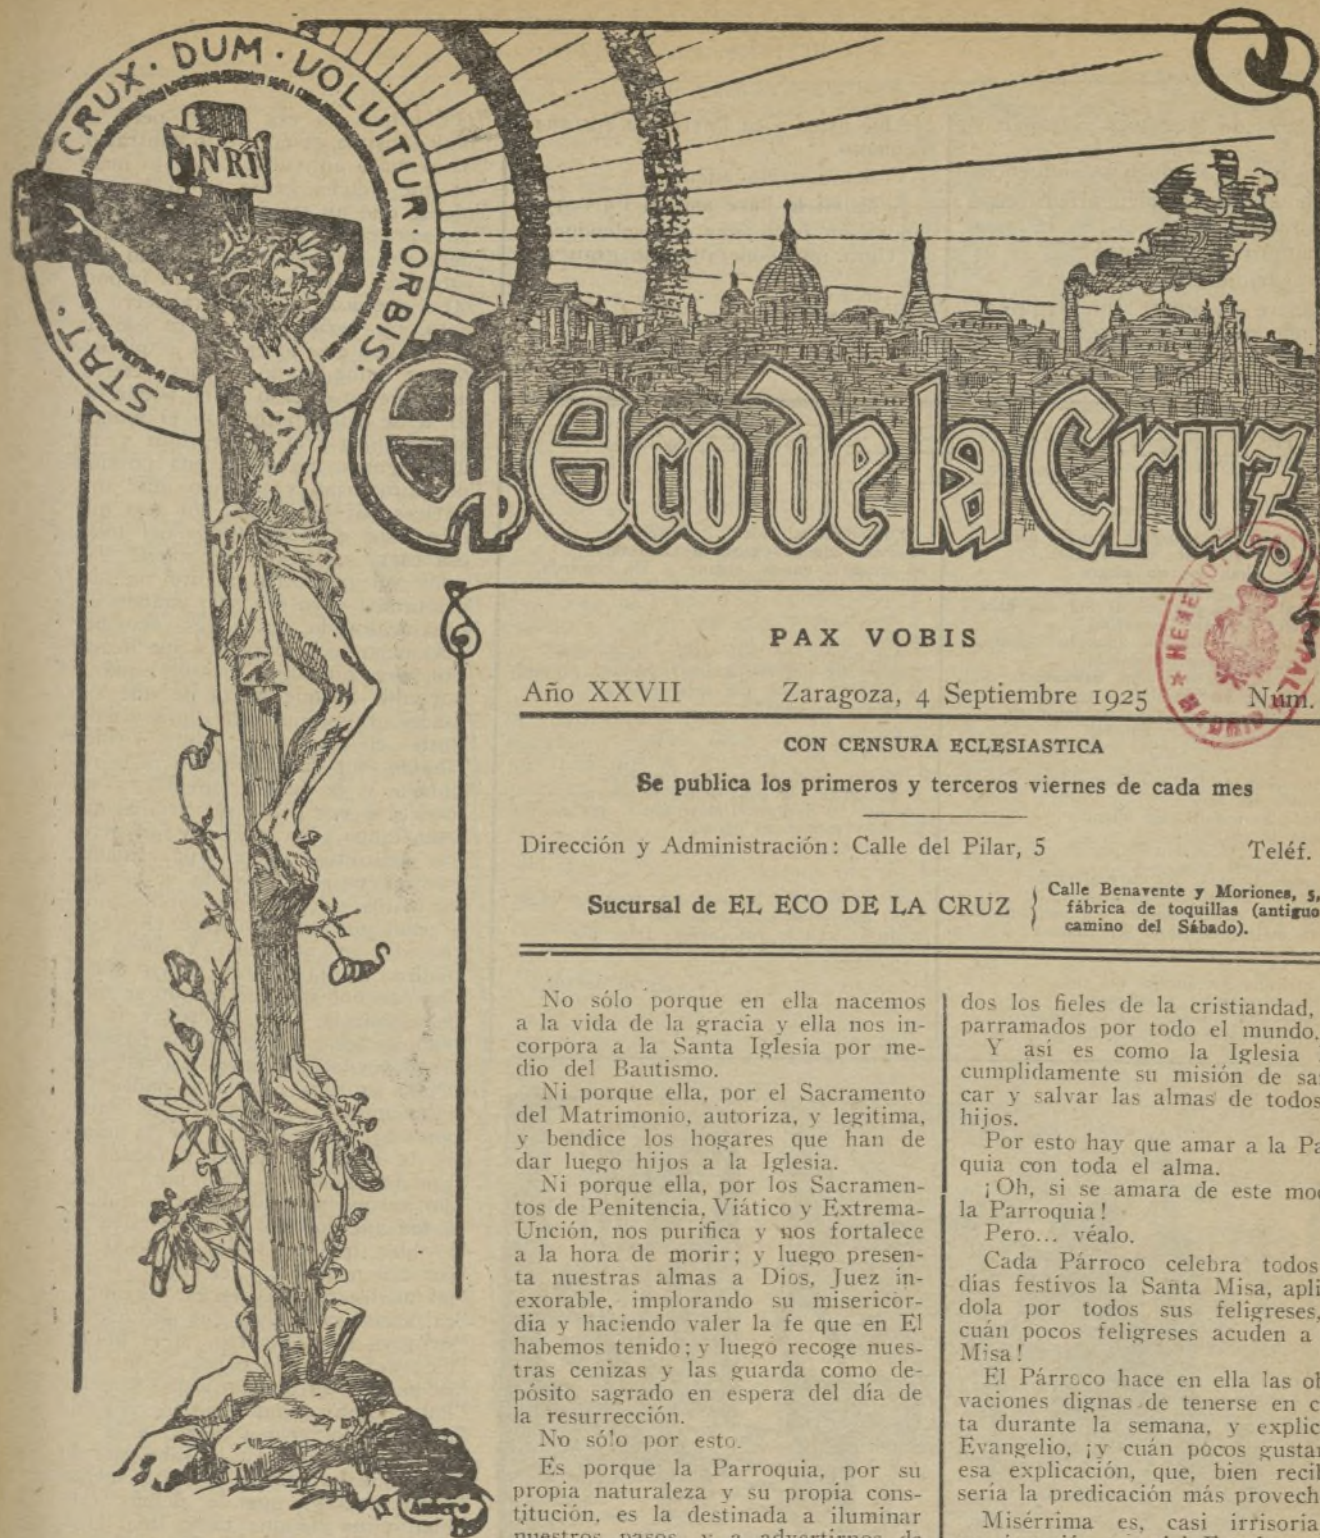 STAT · CRUX · DUM · VOLUITUR · ORBIS ·
INRI
El Eco de la Cruz
PAX VOBIS
Año XXVII Zaragoza, 4 Septiembre 1925 Núm.
HEMEROTECA MUNICIPAL
MADRID
CON CENSURA ECLESIASTICA
Se publica los primeros y terceros viernes de cada mes
Dirección y Administración: Calle del Pilar, 5 Teléf.
Sucursal de EL ECO DE LA CRUZ
Calle Benavente y Moriones, 5,
fábrica de toquillas (antiguo
camino del Sábado).
No sólo porque en ella nacemos
a la vida de la gracia y ella nos in-
corpora a la Santa Iglesia por me-
dio del Bautismo.
Ni porque ella, por el Sacramento
del Matrimonio, autoriza, y legitima,
y bendice los hogares que han de
dar luego hijos a la Iglesia.
Ni porque ella, por los Sacramen-
tos de Penitencia, Viático y Extrema-
Unción, nos purifica y nos fortalece
a la hora de morir; y luego presen-
ta nuestras almas a Dios, Juez in-
exorable, implorando su misericor-
dia y haciendo valer la fe que en El
habemos tenido; y luego recoge nues-
tras cenizas y las guarda como de-
pósito sagrado en espera del día de
la resurrección.
No sólo por esto.
Es porque la Parroquia, por su
propia naturaleza y su propia cons-
titución, es la destinada a iluminar
nuestros pasos, y a advertirnos de
dos los fieles de la cristiandad,
parramados por todo el mundo.
Y así es como la Iglesia
cumplidamente su misión de sa
car y salvar las almas de todos
hijos.
Por esto hay que amar a la Pa
quia con toda el alma.
¡Oh, si se amara de este mo
la Parroquia!
Pero... véalo.
Cada Párroco celebra todos
días festivos la Santa Misa, apli
dola por todos sus feligreses,
cuán pocos feligreses acuden a
Misa!
El Párroco hace en ella las ob
vaciones dignas de tenerse en c
ta durante la semana, y explic
Evangelio, ¡y cuán pocos gustan
esa explicación, que, bien recib
sería la predicación más provech
Misérrima es, casi irrisoria